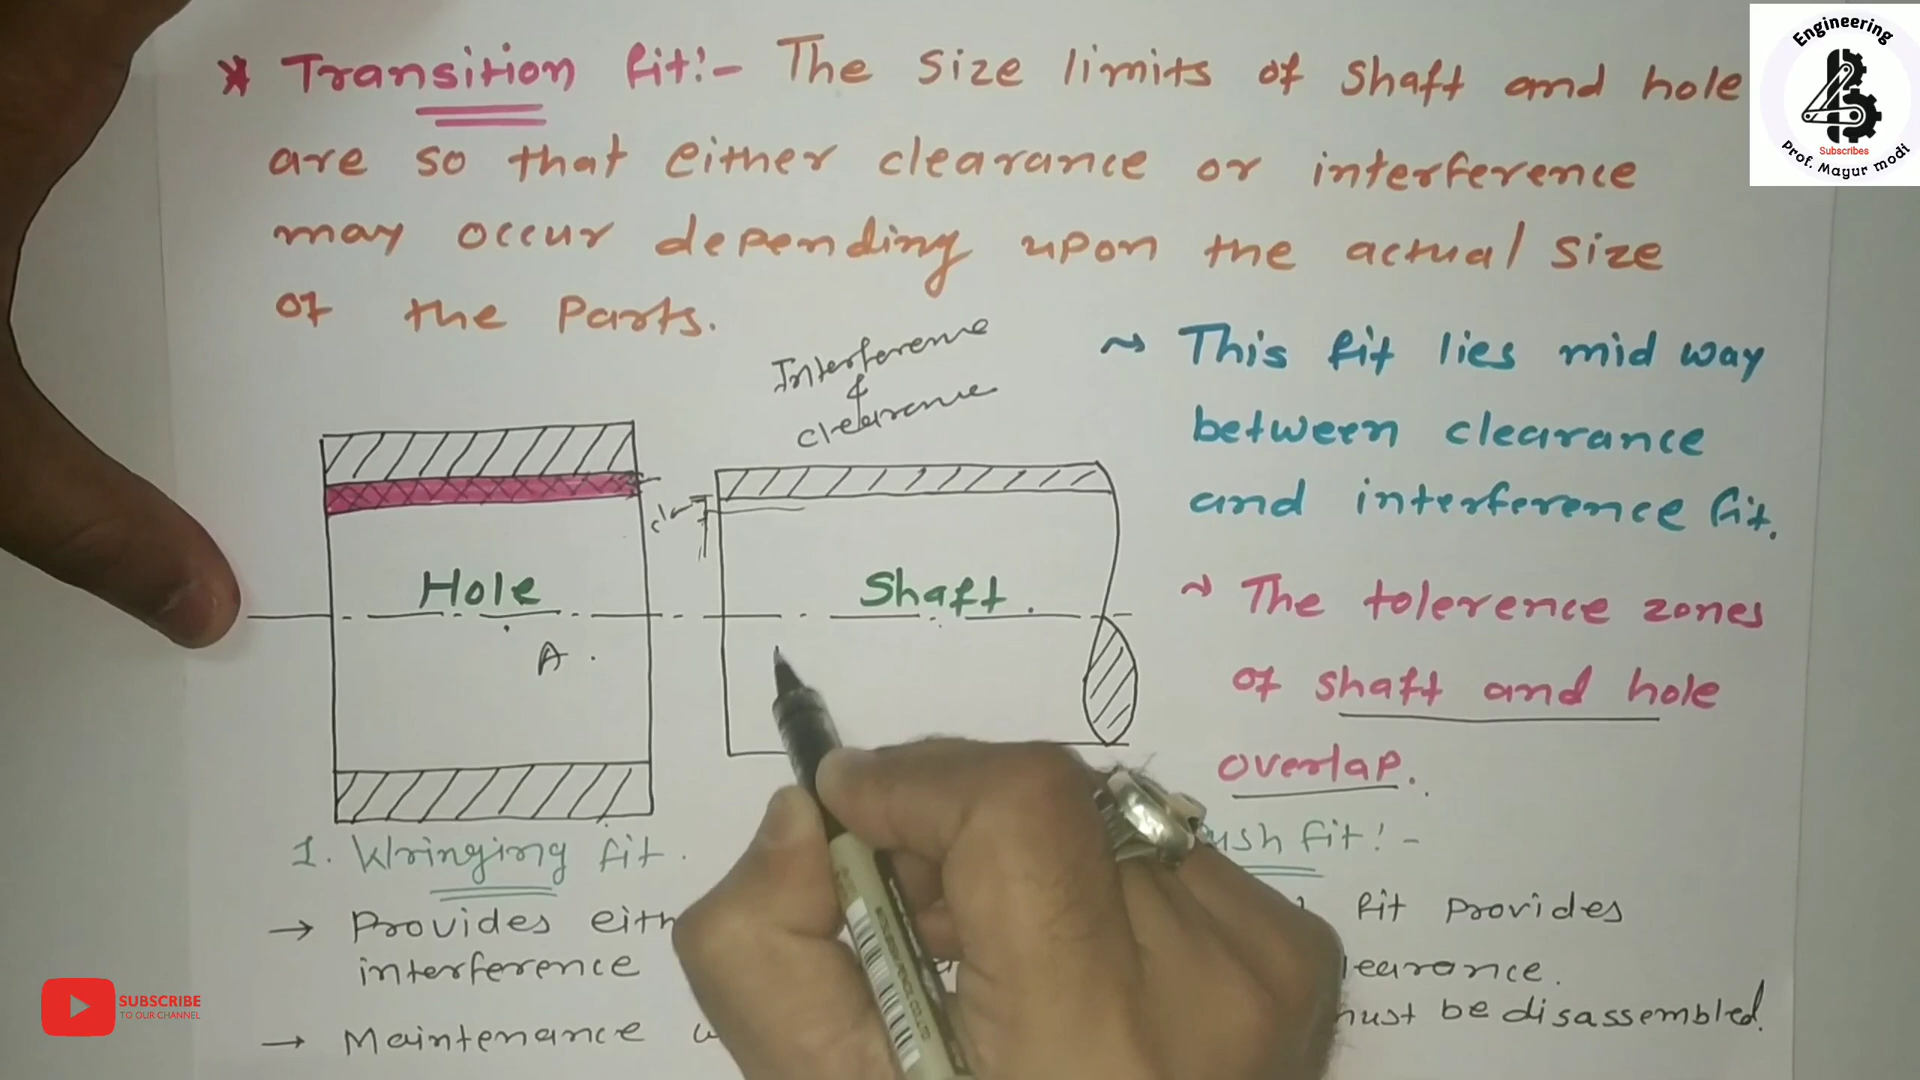 * Transition fit:- The size limits of shaft and hole
are so that either clearance or interference
may occur depending upon the actual size
of the parts.
Interference
&
clearence
~ This fit lies mid way
between clearance
and interference fit.
~ The tolerence zones
of shaft and hole
overlap.
Hole
A
Shaft
1. Wringing fit.
→ Provides
interference
→ Maintenance
fit:-
fit provides
be disassembled.
Engineering
Subscribes
Prof. Mayur modi
SUBSCRIBE
TO OUR CHANNEL